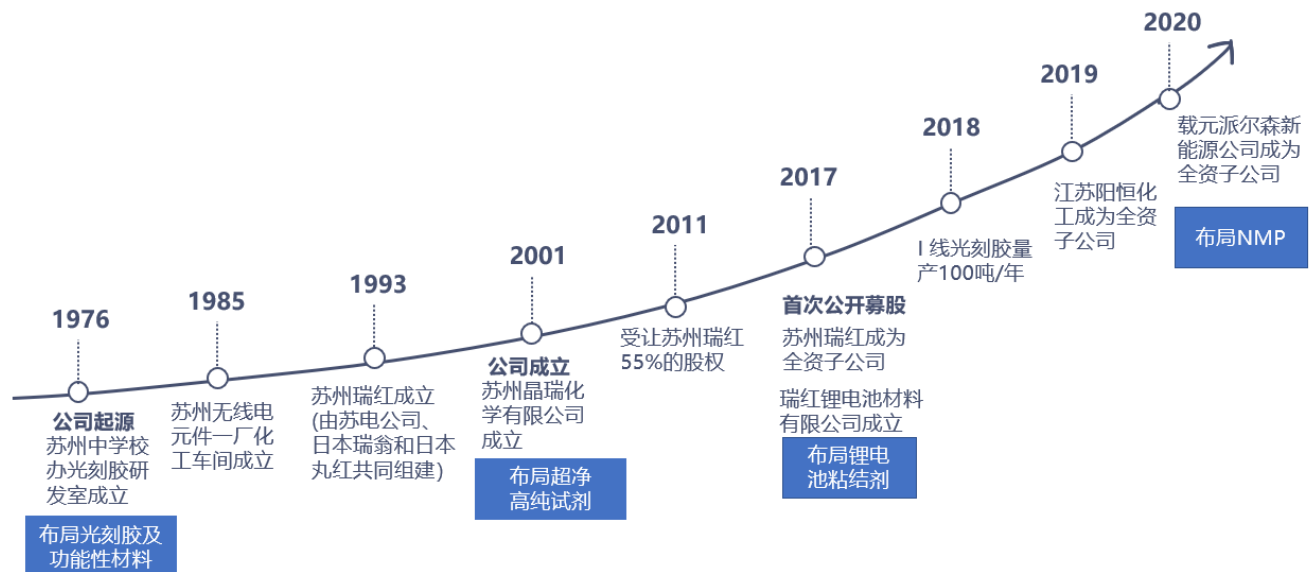 1976
公司起源
苏州中学校
办光刻胶研
发室成立
布局光刻胶及
功能性材料
1985
苏州无线电
元件一厂化
工车间成立
1993
苏州瑞红成立
(由苏电公司、
日本瑞翁和日本
丸红共同组建)
2001
公司成立
苏州晶瑞化
学有限公司
成立
布局超净
高纯试剂
2011
受让苏州瑞红
55%的股权
2017
首次公开募股
苏州瑞红成为
全资子公司
瑞红锂电池材料
有限公司成立
布局锂电
池粘结剂
2018
I 线光刻胶量
产100吨/年
2019
江苏阳恒化
工成为全资
子公司
2020
载元派尔森新
能源公司成为
全资子公司
布局NMP